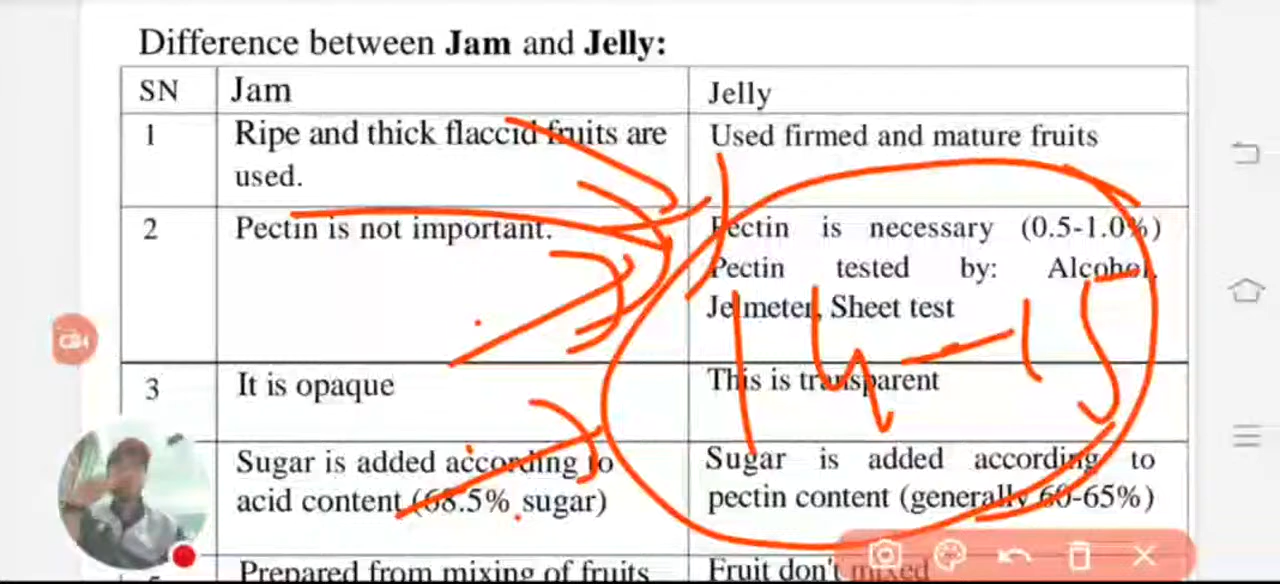 Difference between Jam and Jelly:
SN Jam Jelly
1 Ripe and thick flaccid fruits are used. Used firmed and mature fruits
2 Pectin is not important. Pectin is necessary (0.5-1.0%)
Pectin tested by: Alcohol,
Jelmeter, Sheet test
3 It is opaque This is transparent
Sugar is added according to
acid content (68.5% sugar)
Sugar is added according to
pectin content (generally 60-65%)
Prepared from mixing of fruits Fruit don't mixed
14-15